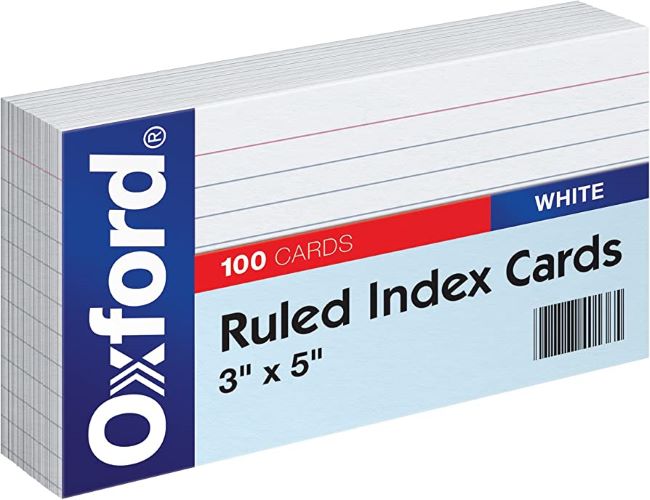 Oxford®
100 CARDS
WHITE
Ruled Index Cards
3" x 5"